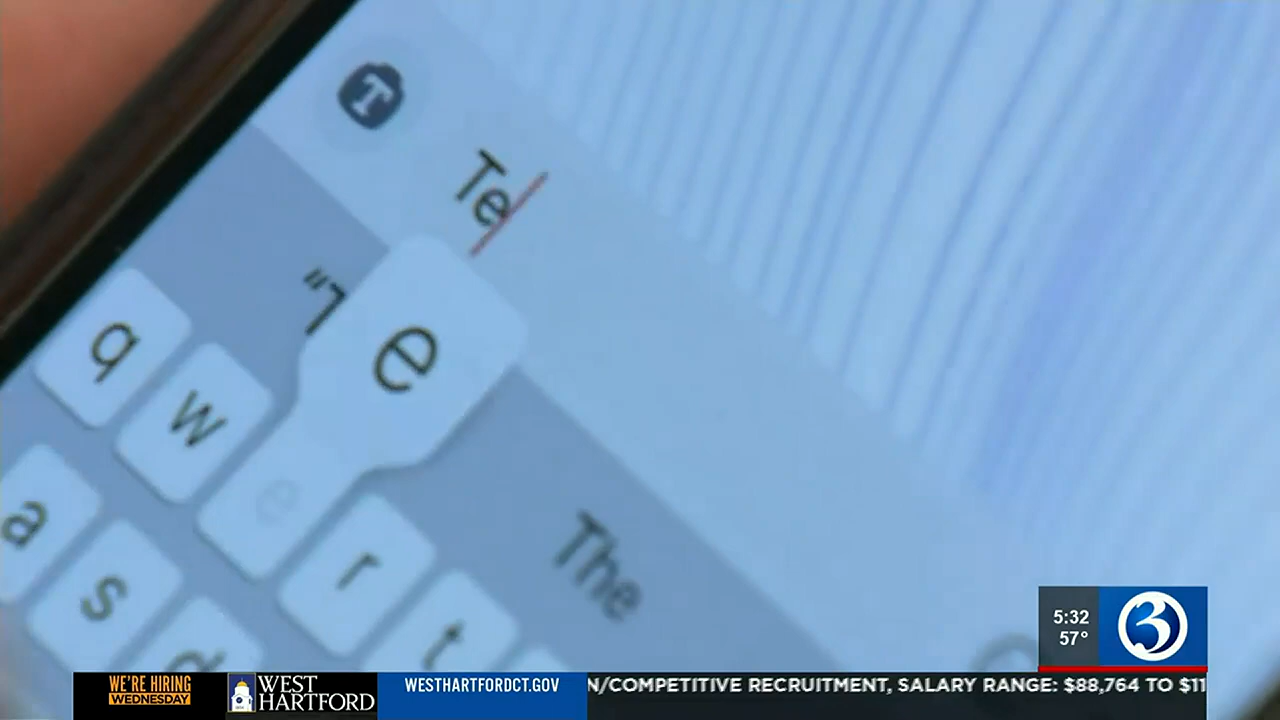 T
Te
"T
e
q
w
e
r
t
The
a
s
d
5:32
57°
3
WE'RE HIRING
WEDNESDAY
WEST
HARTFORD
WESTHARTFORDCT.GOV
N/COMPETITIVE RECRUITMENT, SALARY RANGE: $88,764 TO $11